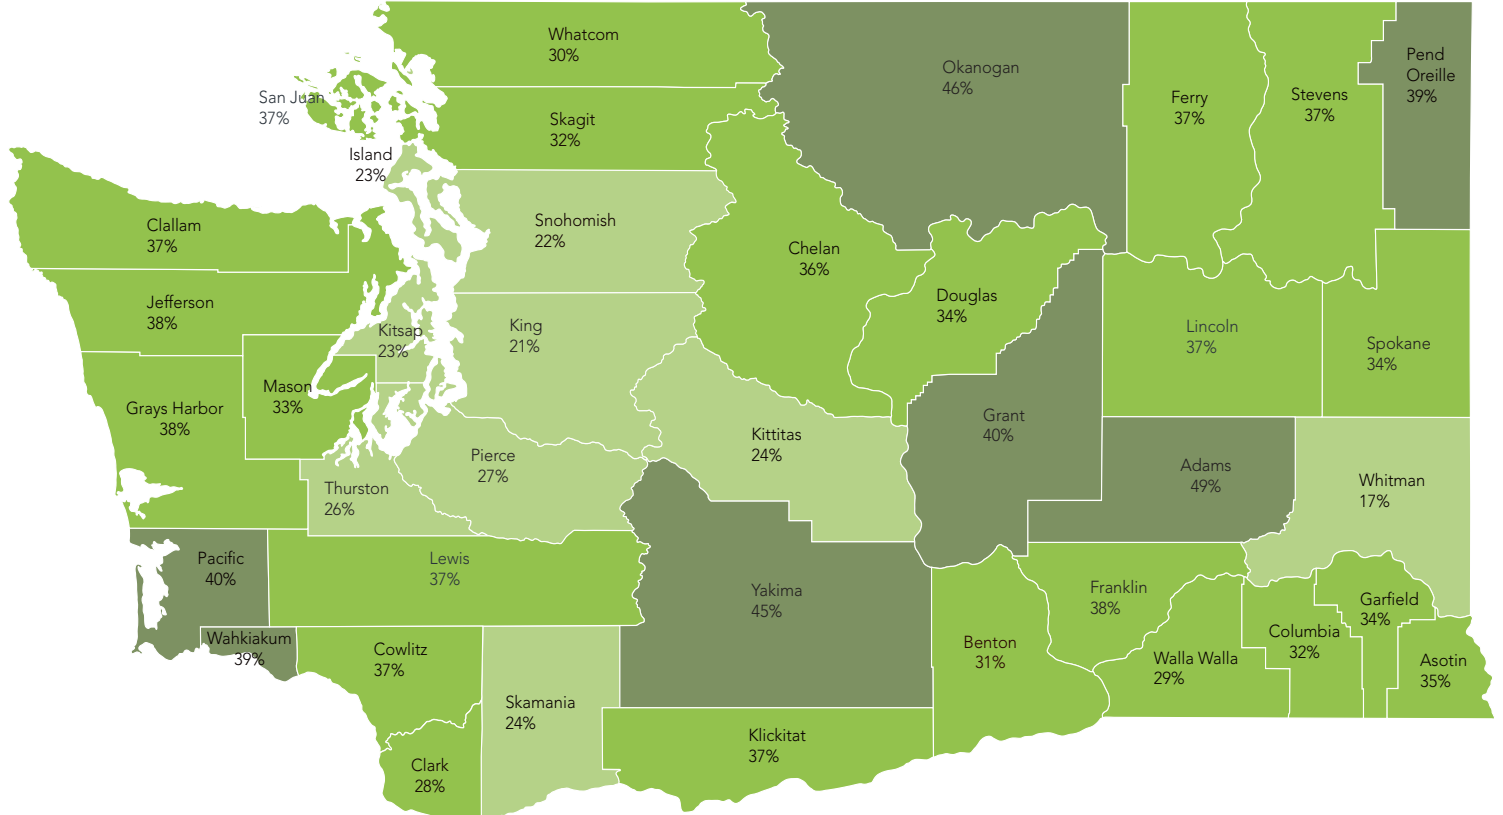 Whatcom
30%
Okanogan
46%
Pend
Oreille
39%
San Juan
37%
Ferry
37%
Stevens
37%
Skagit
32%
Island
23%
Clallam
37%
Snohomish
22%
Chelan
36%
Jefferson
38%
Douglas
34%
Kitsap
23%
King
21%
Lincoln
37%
Spokane
34%
Mason
33%
Grays Harbor
38%
Grant
40%
Kittitas
24%
Pierce
27%
Adams
49%
Thurston
26%
Whitman
17%
Pacific
40%
Lewis
37%
Yakima
45%
Franklin
38%
Garfield
34%
Wahkiakum
39%
Cowlitz
37%
Benton
31%
Walla Walla
29%
Columbia
32%
Asotin
35%
Skamania
24%
Klickitat
37%
Clark
28%